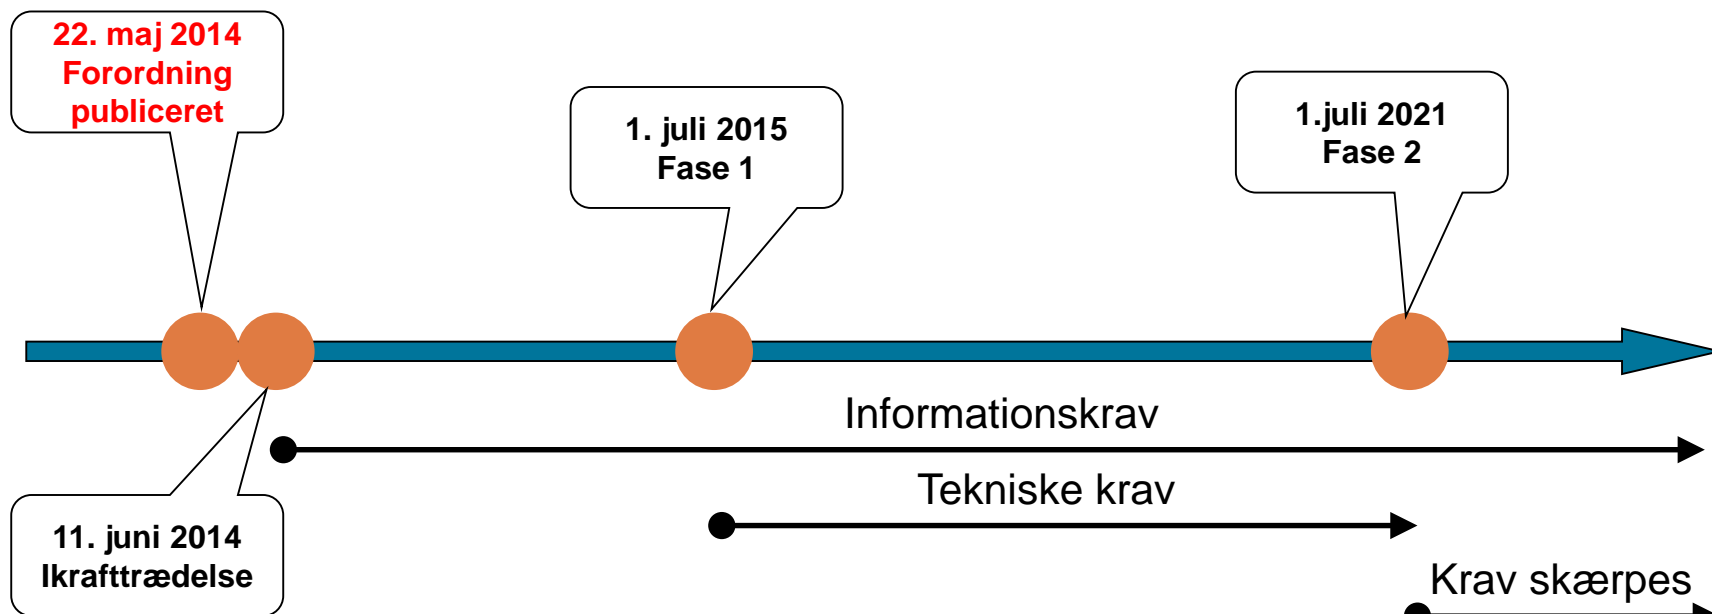 22. maj 2014
Forordning
publiceret
1. juli 2015
Fase 1
1.juli 2021
Fase 2
Informationskrav
Tekniske krav
11. juni 2014
Ikrafttrædelse
Krav skærpes